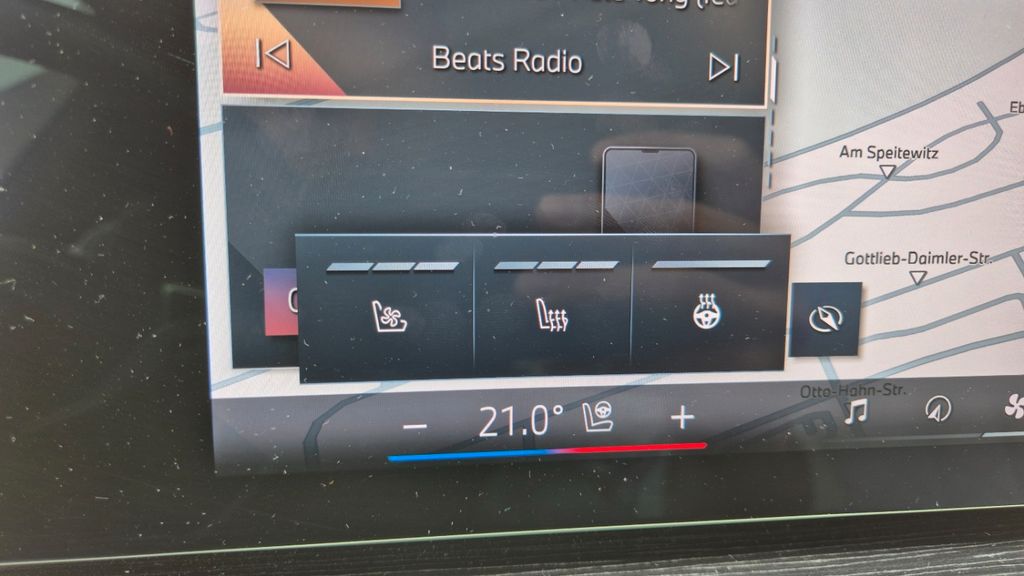 Beats Radio
Am Speitewitz
Gottlieb-Daimler-Str.
Otto-Hahn-Str.
− 21.0° +